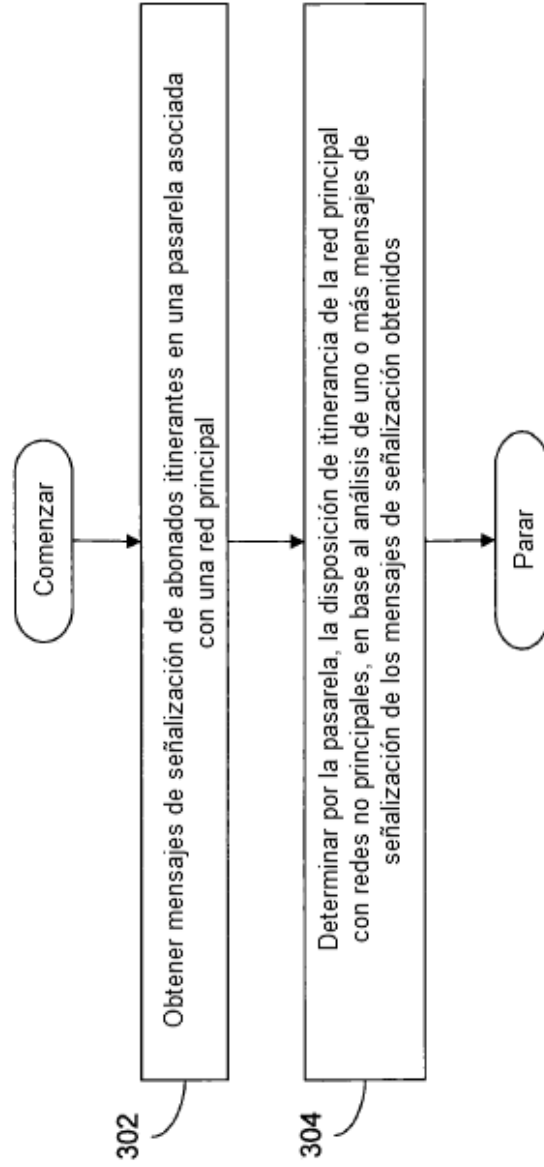 Comenzar
302
Obtener mensajes de señalización de abonados itinerantes en una pasarela asociada
con una red principal
304
Determinar por la pasarela, la disposición de itinerancia de la red principal
con redes no principales, en base al análisis de uno o más mensajes de
señalización de los mensajes de señalización obtenidos
Parar